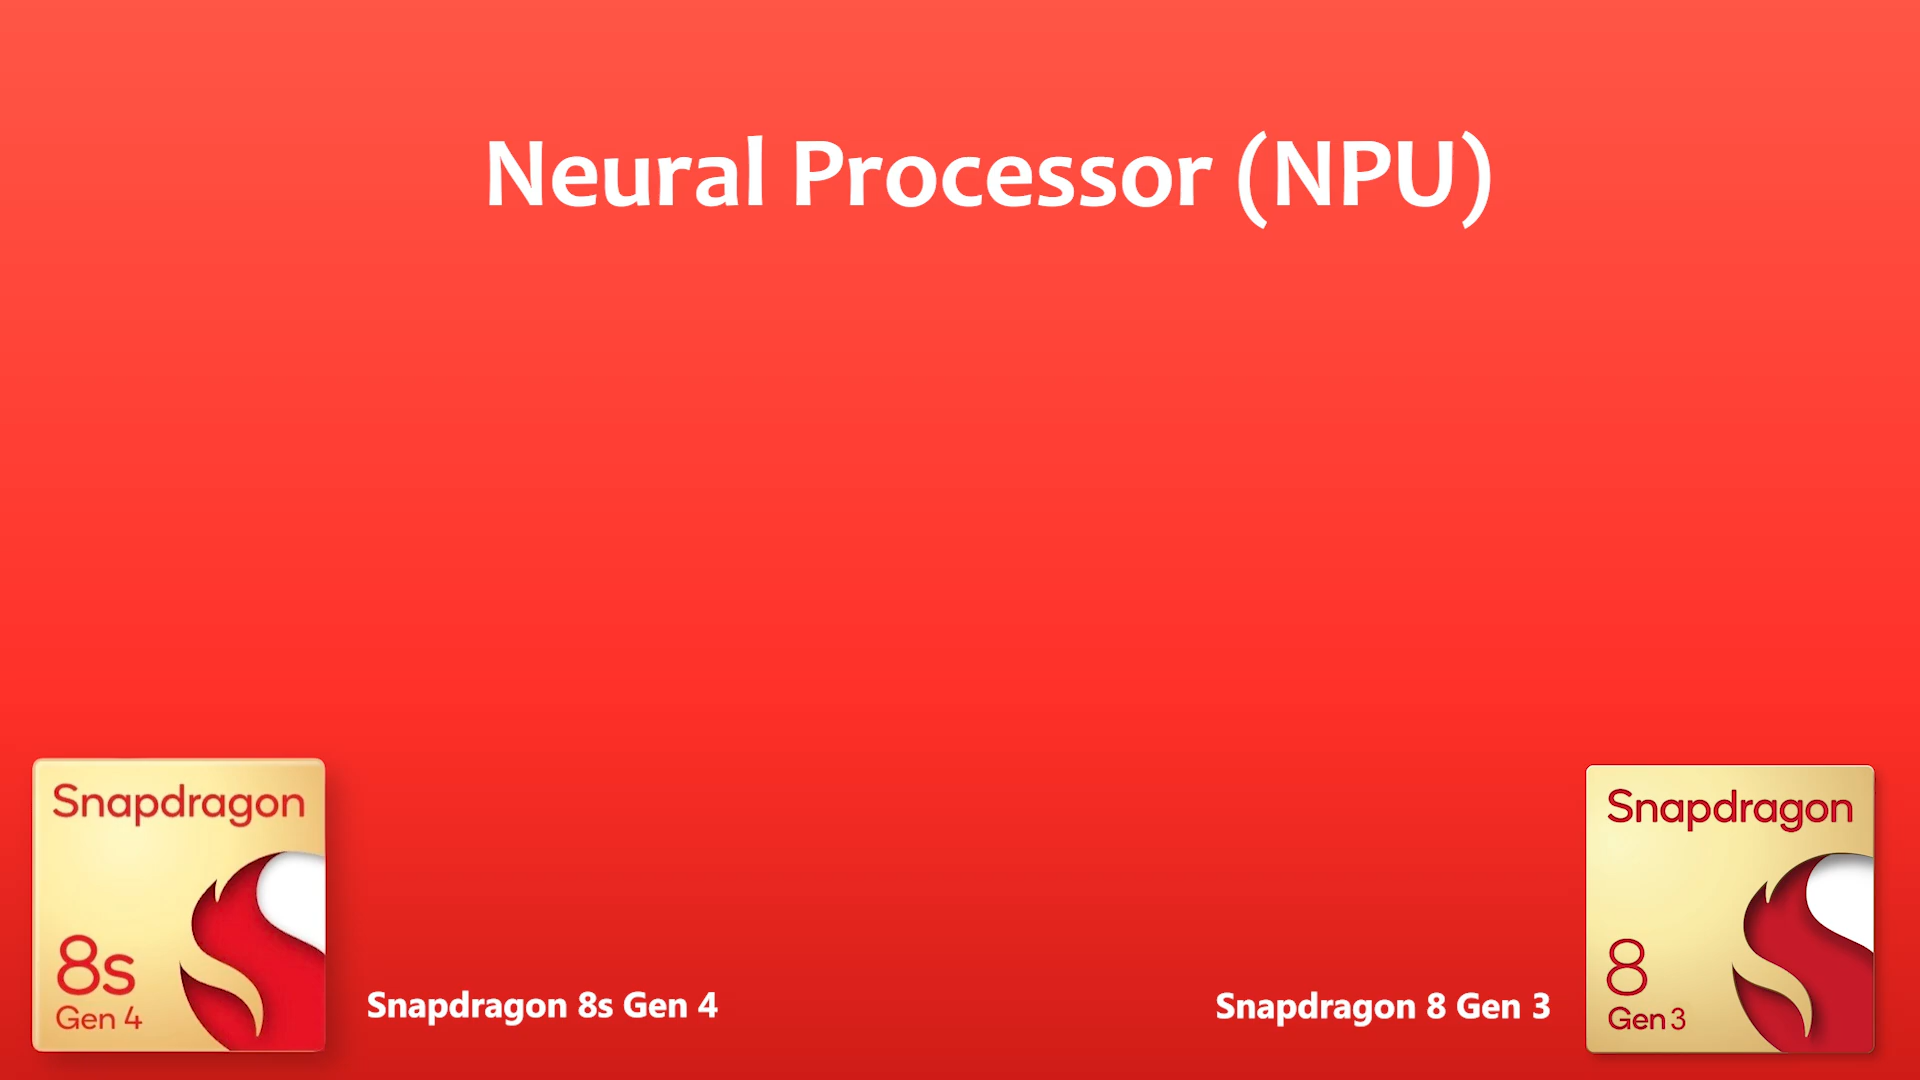 Neural Processor (NPU)
Snapdragon
8s
Gen 4
Snapdragon 8s Gen 4
Snapdragon 8 Gen 3
Snapdragon
8
Gen 3